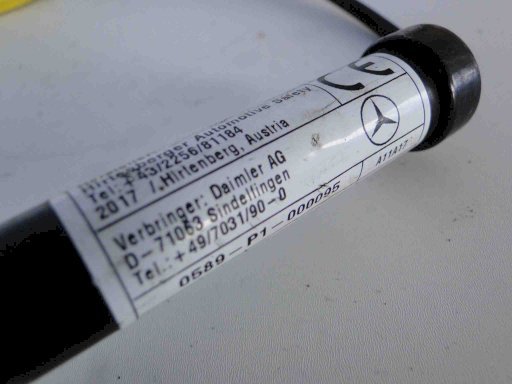 Automotive Safety
Tel: +43/2256/81184
2017 / Hirtenberg, Austria
CE
Verbringer: Daimler AG
D-71063 Sindelfingen
Tel.: +49/7031/90-0
0589-P1-000095